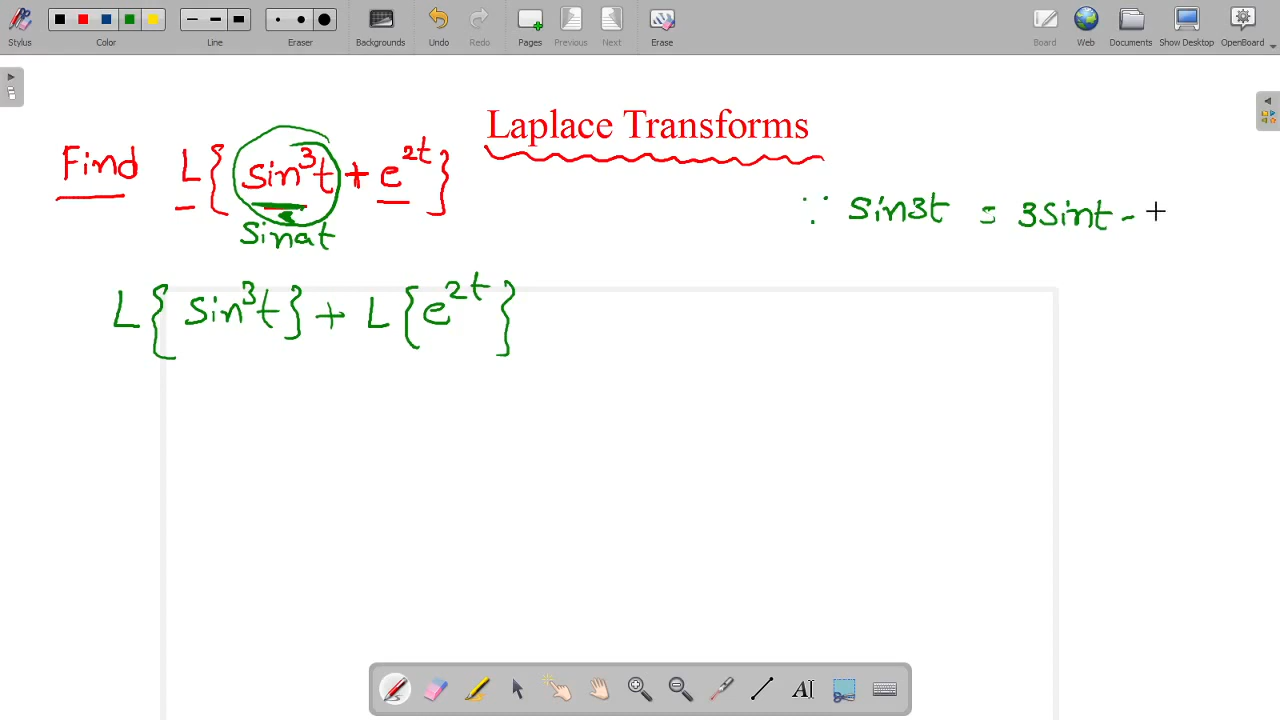 Stylus Color Line Eraser Backgrounds Undo Redo Pages Previous Next Erase Board Web Documents Show Desktop OpenBoard
Laplace Transforms
Find L{sin³t + e²ᵗ}
sinat
∵ sin3t = 3sint -
L{sin³t} + L{e²ᵗ}